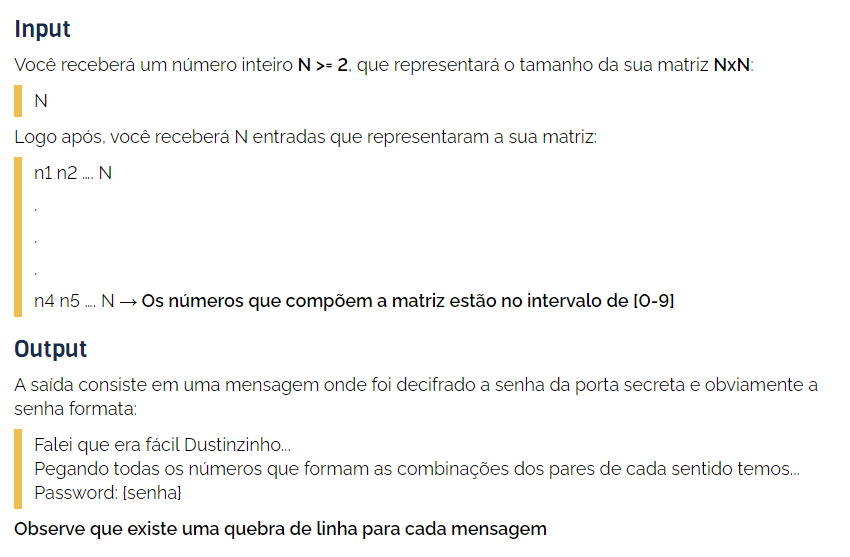 Input
Você receberá um número inteiro N >= 2, que representará o tamanho da sua matriz NxN:
N
Logo após, você receberá N entradas que representaram a sua matriz:
n1 n2 .... N
.
.
.
n4 n5 .... N → Os números que compõem a matriz estão no intervalo de [0-9]
Output
A saída consiste em uma mensagem onde foi decifrado a senha da porta secreta e obviamente a
senha formata:
Falei que era fácil Dustinzinho...
Pegando todas os números que formam as combinações dos pares de cada sentido temos...
Password: {senha}
Observe que existe uma quebra de linha para cada mensagem